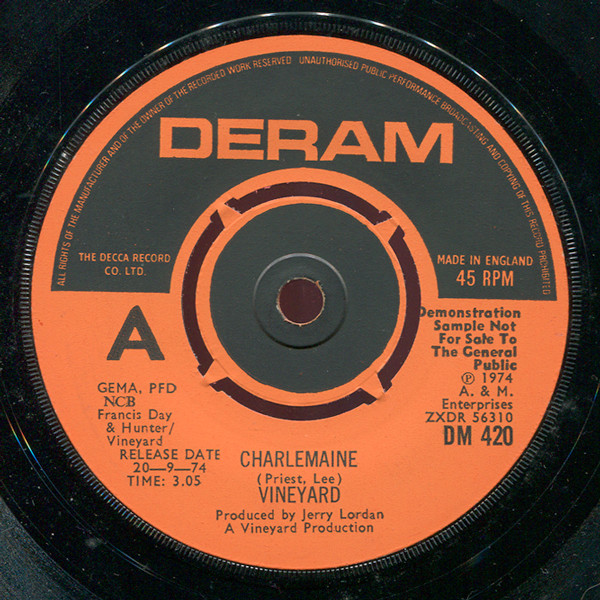 ALL RIGHTS OF THE MANUFACTURER AND OF THE OWNER OF THE RECORDED WORK RESERVED UNAUTHORISED PUBLIC PERFORMANCE BROADCASTING AND COPYING OF THIS RECORD PROHIBITED
DERAM
THE DECCA RECORD
CO. LTD.
MADE IN ENGLAND
45 RPM
A
Demonstration
Sample Not
For Sale To
The General
Public
℗ 1974
A. & M.
Enterprises
ZXDR 56310
DM 420
GEMA, PFD
NCB
Francis Day
& Hunter/
Vineyard
RELEASE DATE
20—9—74
TIME: 3.05
CHARLEMAINE
(Priest, Lee)
VINEYARD
Produced by Jerry Lordan
A Vineyard Production